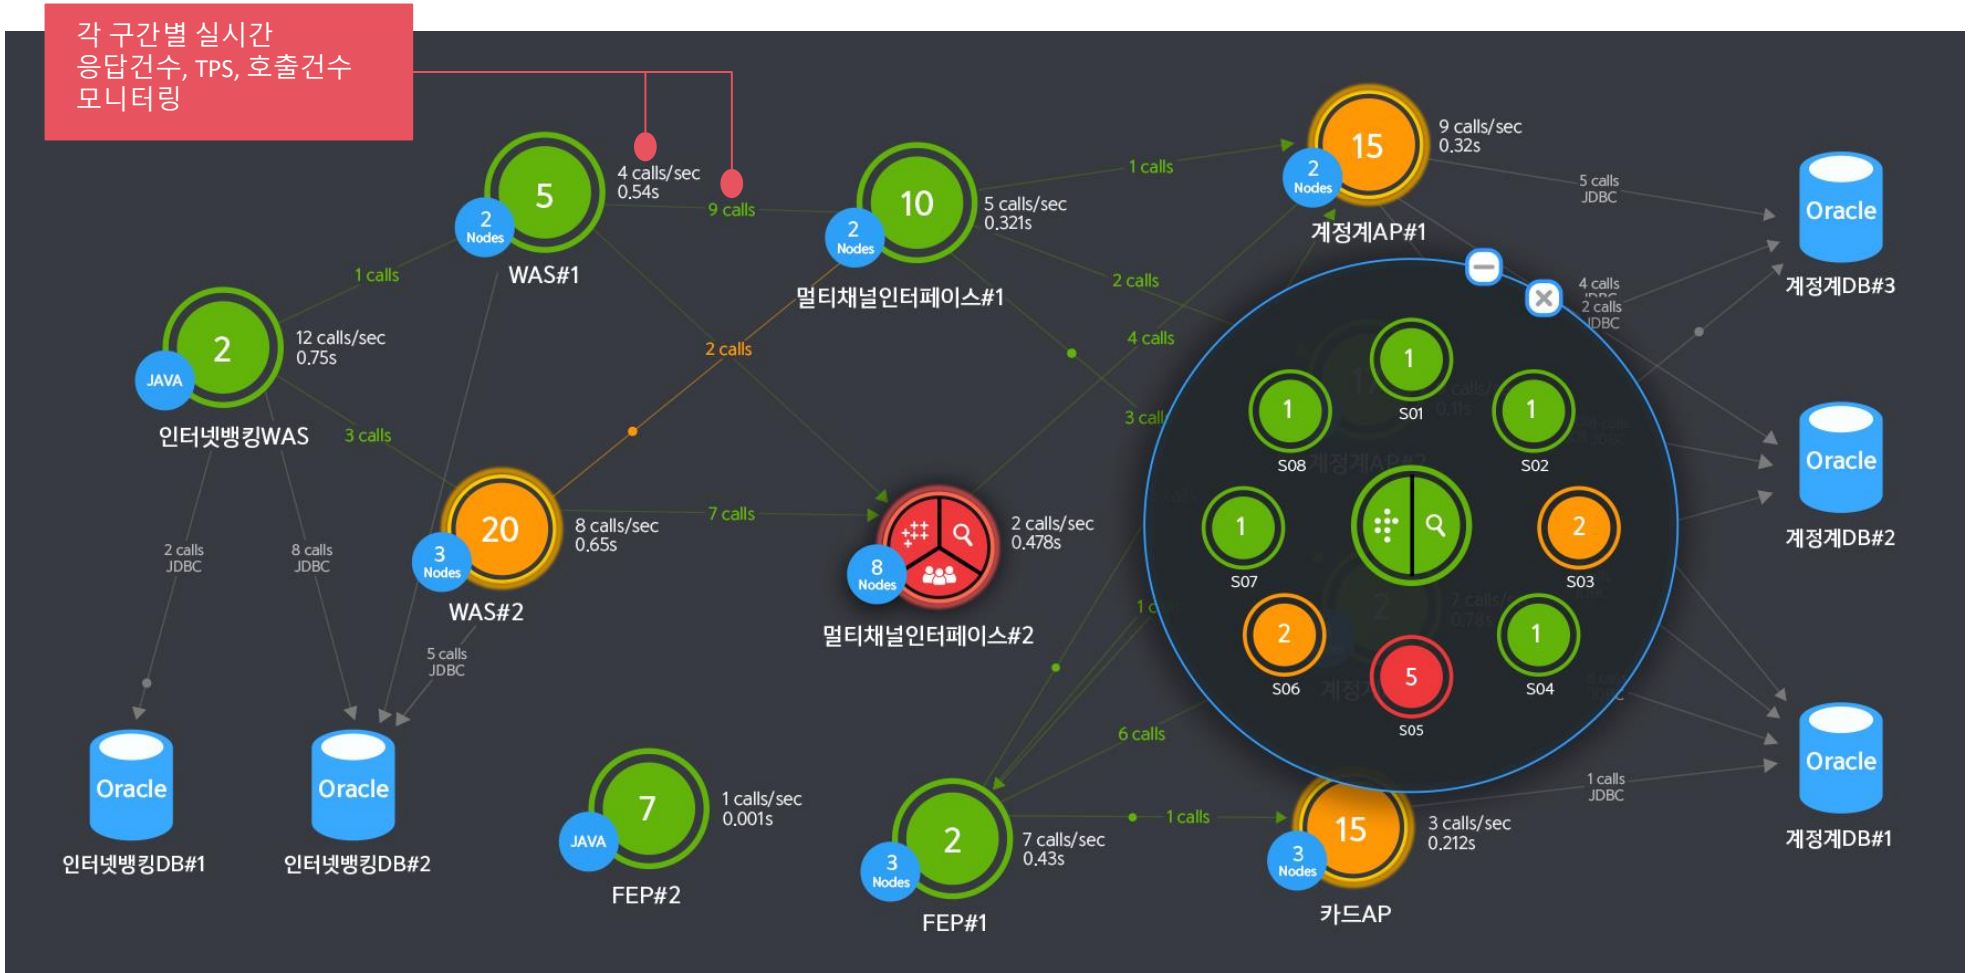 각 구간별 실시간
응답건수, TPS, 호출건수
모니터링
5
2
Nodes
4 calls/sec
0.54s
WAS#1
9 calls
10
2
Nodes
5 calls/sec
0.321s
멀티채널인터페이스#1
1 calls
15
2
Nodes
9 calls/sec
0.32s
계정계AP#1
5 calls
JDBC
Oracle
계정계DB#3
1 calls
2
JAVA
12 calls/sec
0.75s
인터넷뱅킹WAS
3 calls
2 calls
2 calls
4 calls
3 call
4 calls
2 calls
JDBC
20
3
Nodes
8 calls/sec
0.65s
WAS#2
7 calls
8
Nodes
2 calls/sec
0.478s
멀티채널인터페이스#2
1
S01
1
S02
2
S03
1
S04
5
S05
2
S06
1
S07
1
S08
Oracle
계정계DB#2
2 calls
JDBC
8 calls
JDBC
5 calls
JDBC
6 calls
Oracle
인터넷뱅킹DB#1
Oracle
인터넷뱅킹DB#2
7
JAVA
1 calls/sec
0.001s
FEP#2
2
3
Nodes
7 calls/sec
0.43s
FEP#1
1 calls
15
3
Nodes
3 calls/sec
0.212s
카드AP
1 calls
JDBC
Oracle
계정계DB#1